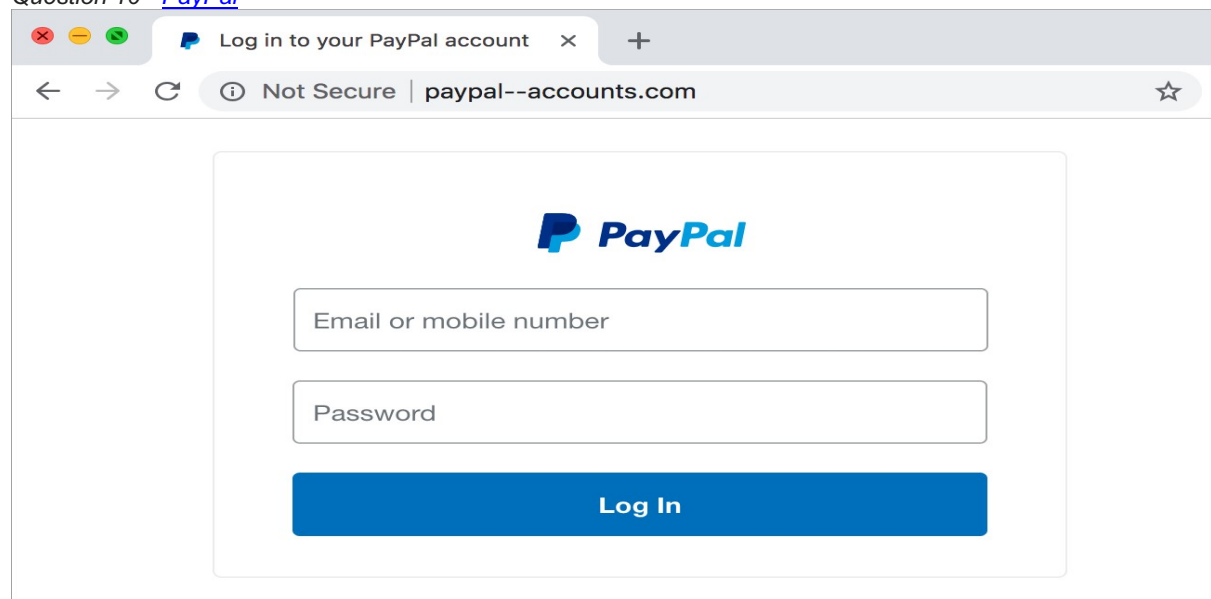 Question 10 - PayPal
Log in to your PayPal account
Not Secure | paypal--accounts.com
PayPal
Email or mobile number
Password
Log In